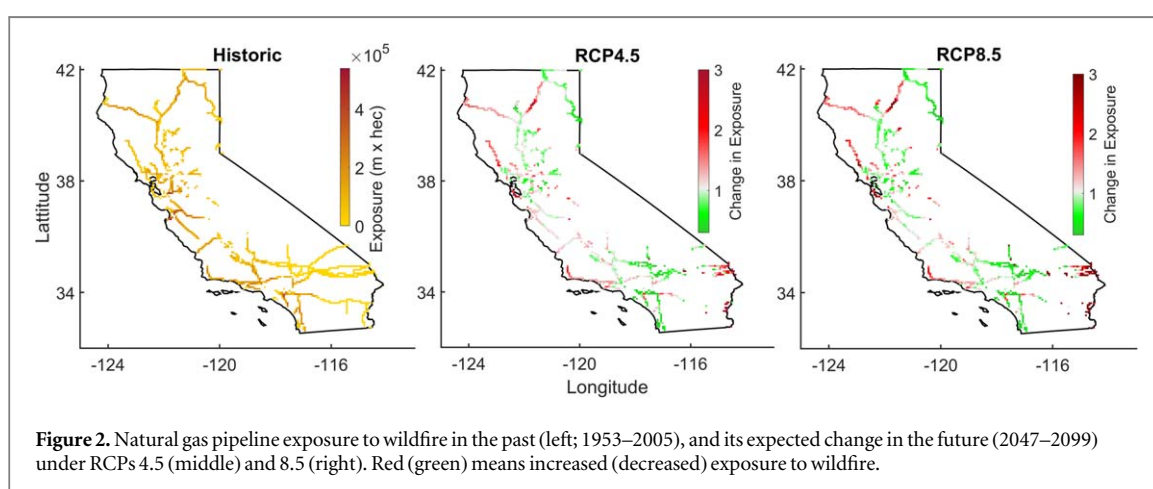 Historic
RCP4.5
RCP8.5
×10⁵
42
38
34
Lattitude
-124
-120
-116
4
2
0
Exposure (m x hec)
42
38
34
-124
-120
-116
3
2
1
Change in Exposure
42
38
34
-124
-120
-116
3
2
1
Change in Exposure
Longitude
Figure 2. Natural gas pipeline exposure to wildfire in the past (left; 1953–2005), and its expected change in the future (2047–2099)
under RCPs 4.5 (middle) and 8.5 (right). Red (green) means increased (decreased) exposure to wildfire.